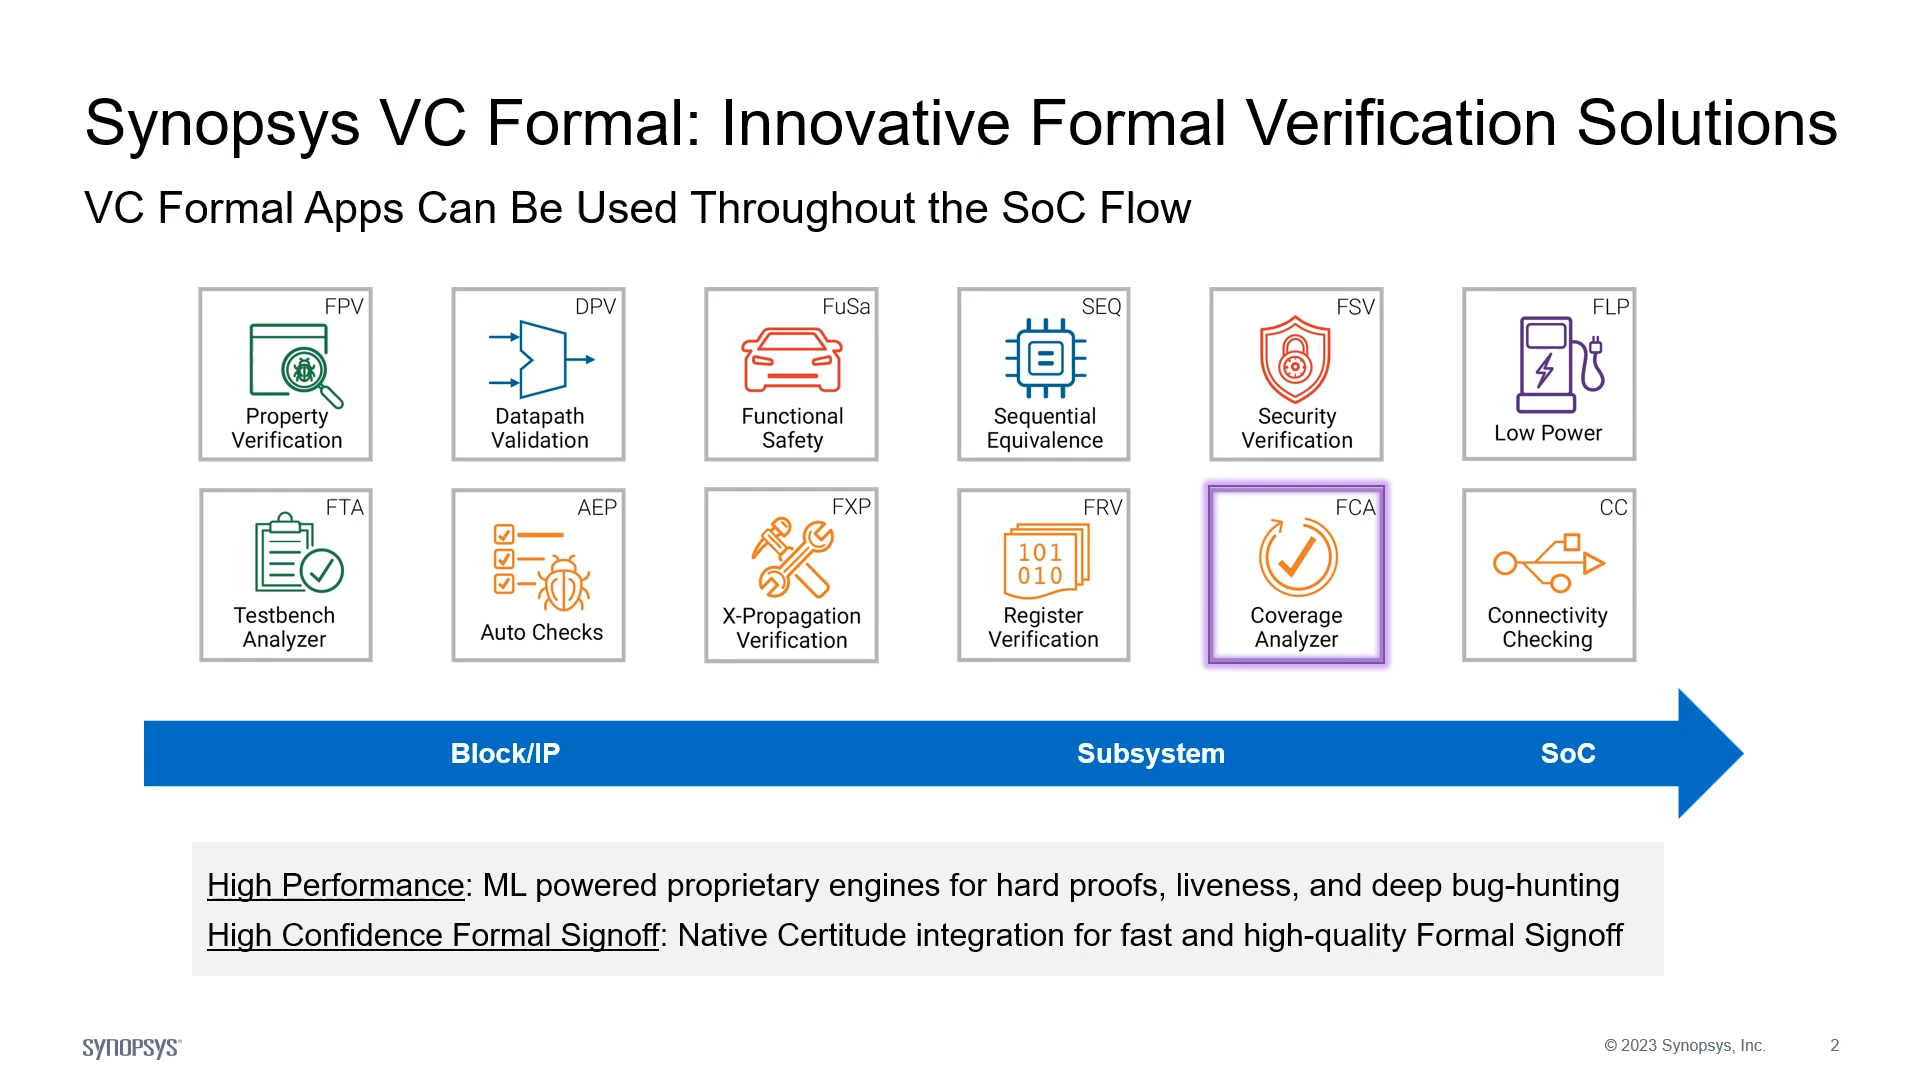 Synopsys VC Formal: Innovative Formal Verification Solutions
VC Formal Apps Can Be Used Throughout the SoC Flow
FPV
Property
Verification
DPV
Datapath
Validation
FuSa
Functional
Safety
SEQ
Sequential
Equivalence
FSV
Security
Verification
FLP
Low Power
FTA
Testbench
Analyzer
AEP
Auto Checks
FXP
X-Propagation
Verification
FRV
101
010
Register
Verification
FCA
Coverage
Analyzer
CC
Connectivity
Checking
Block/IP
Subsystem
SoC
High Performance: ML powered proprietary engines for hard proofs, liveness, and deep bug-hunting
High Confidence Formal Signoff: Native Certitude integration for fast and high-quality Formal Signoff
SYNOPSYS®
© 2023 Synopsys, Inc.
2